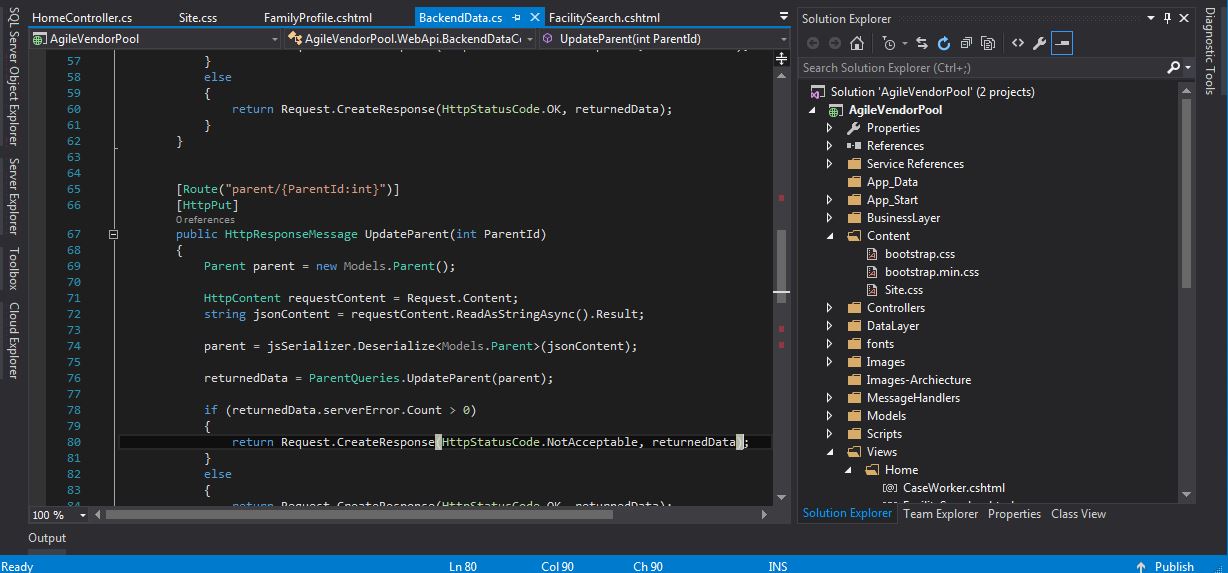 HomeController.cs Site.css FamilyProfile.cshtml BackendData.cs FacilitySearch.cshtml
AgileVendorPool AgileVendorPool.WebApi.BackendDataCo UpdateParent(int ParentId)
57 }
58 else
59 {
60 return Request.CreateResponse(HttpStatusCode.OK, returnedData);
61 }
62 }
63
64
65 [Route("parent/{ParentId:int}")]
66 [HttpPut]
0 references
67 public HttpResponseMessage UpdateParent(int ParentId)
68 {
69 Parent parent = new Models.Parent();
70
71 HttpContent requestContent = Request.Content;
72 string jsonContent = requestContent.ReadAsStringAsync().Result;
73
74 parent = jsSerializer.Deserialize<Models.Parent>(jsonContent);
75
76 returnedData = ParentQueries.UpdateParent(parent);
77
78 if (returnedData.serverError.Count > 0)
79 {
80 return Request.CreateResponse(HttpStatusCode.NotAcceptable, returnedData);
81 }
82 else
83 {
84 return Request.CreateResponse(HttpStatusCode.OK, returnedData);
100 %
Output
Ready Ln 80 Col 90 Ch 90 INS Publish
SQL Server Object Explorer
Server Explorer
Toolbox
Cloud Explorer
Solution Explorer
Search Solution Explorer (Ctrl+;)
Solution 'AgileVendorPool' (2 projects)
AgileVendorPool
Properties
References
Service References
App_Data
App_Start
BusinessLayer
Content
bootstrap.css
bootstrap.min.css
Site.css
Controllers
DataLayer
fonts
Images
Images-Archiecture
MessageHandlers
Models
Scripts
Views
Home
CaseWorker.cshtml
Solution Explorer Team Explorer Properties Class View
Diagnostic Tools